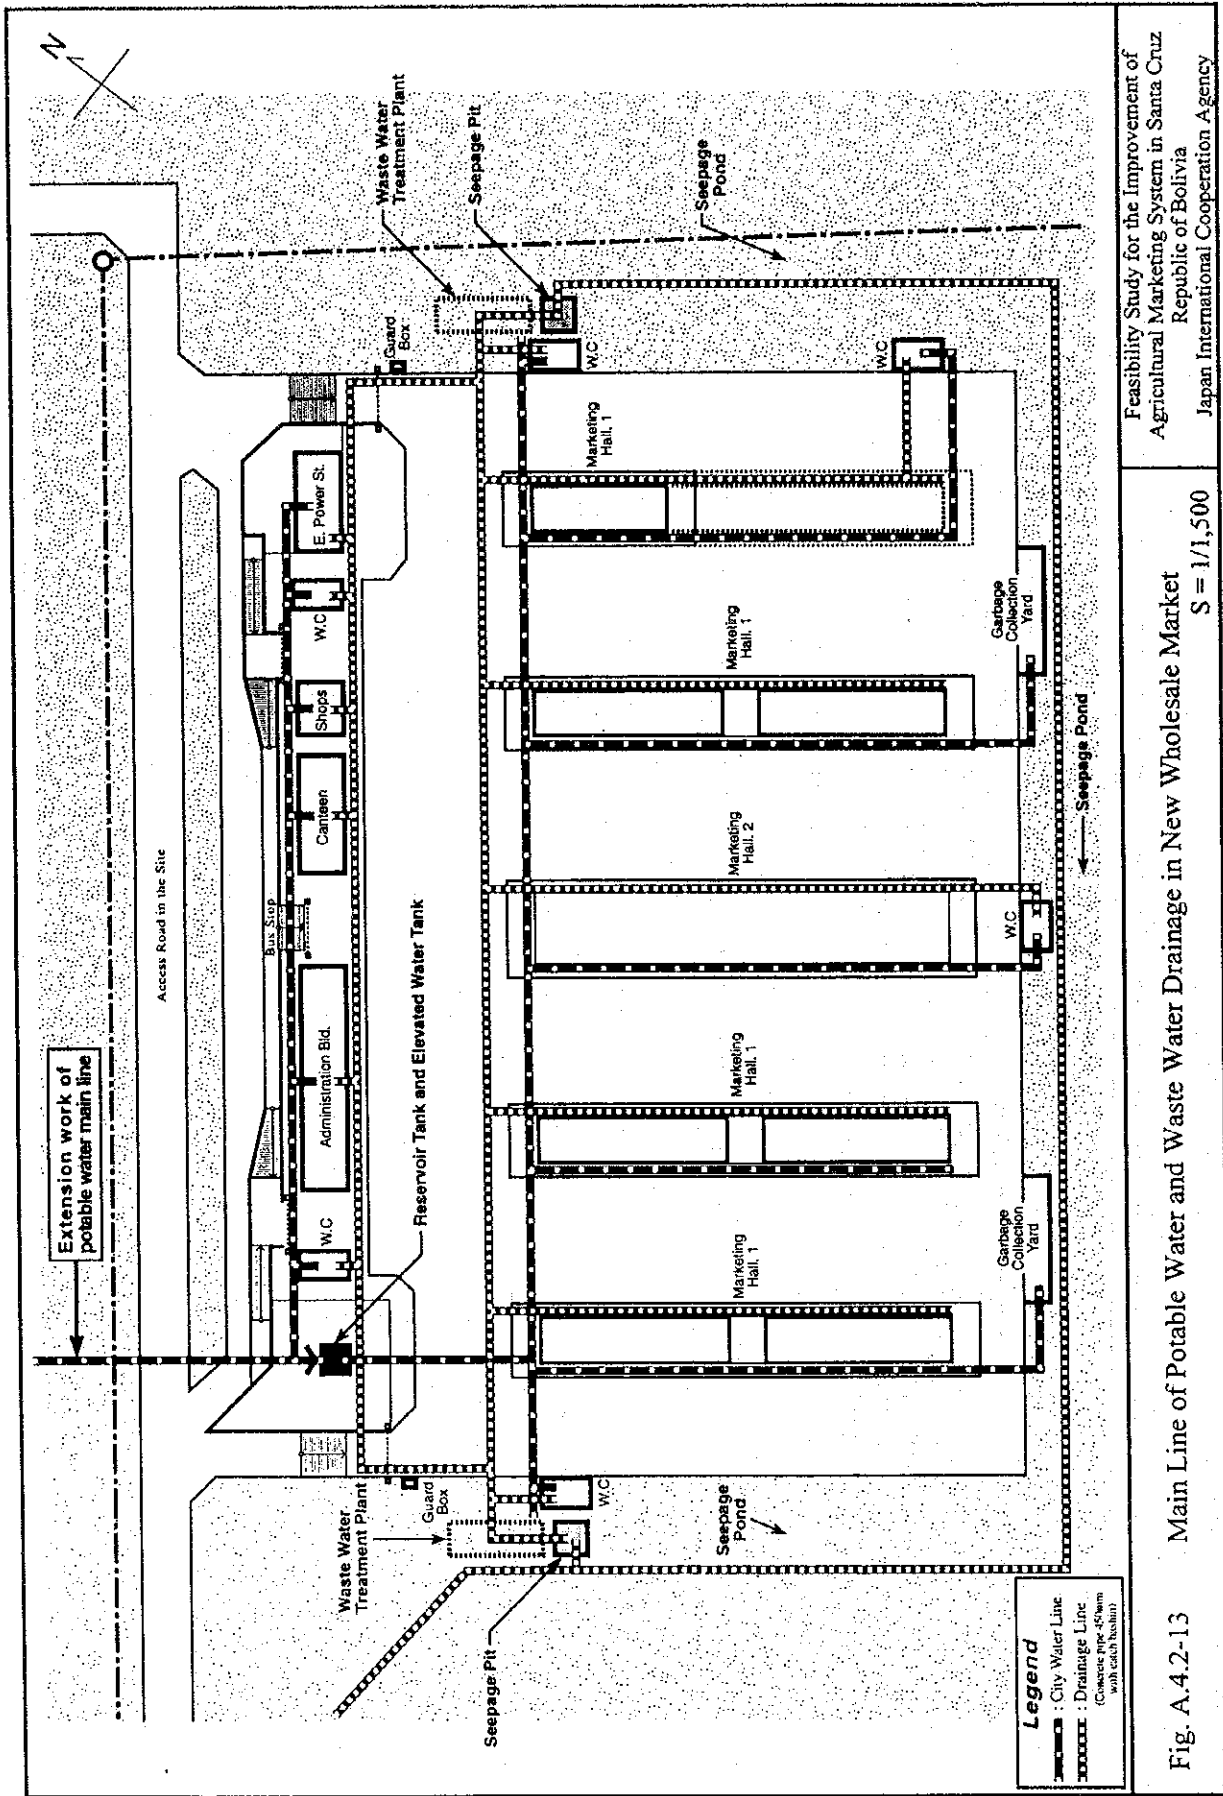 N
Extension work of
potable water main line
Access Road in the Site
Bus Stop
Waste Water
Treatment Plant
Seepage Pit
Seepage
Pond
Guard
Box
W.C
Administration Bld.
Canteen
Shops
W.C
E. Power St.
Reservoir Tank and Elevated Water Tank
Waste Water
Treatment Plant
Guard
Box
Seepage Pit
W.C
W.C
W.C
W.C
Marketing
Hall. 1
Marketing
Hall. 1
Marketing
Hall. 2
Marketing
Hall. 1
Marketing
Hall. 1
Seepage
Pond
Garbage
Collection
Yard
Garbage
Collection
Yard
Seepage Pond
Legend
: City Water Line
: Drainage Line
(Concrete pipe 450mm
with catch bashin)
Fig. A.4.2-13 Main Line of Potable Water and Waste Water Drainage in New Wholesale Market
S = 1/1,500
Feasibility Study for the Improvement of
Agricultural Marketing System in Santa Cruz
Republic of Bolivia
Japan International Cooperation Agency